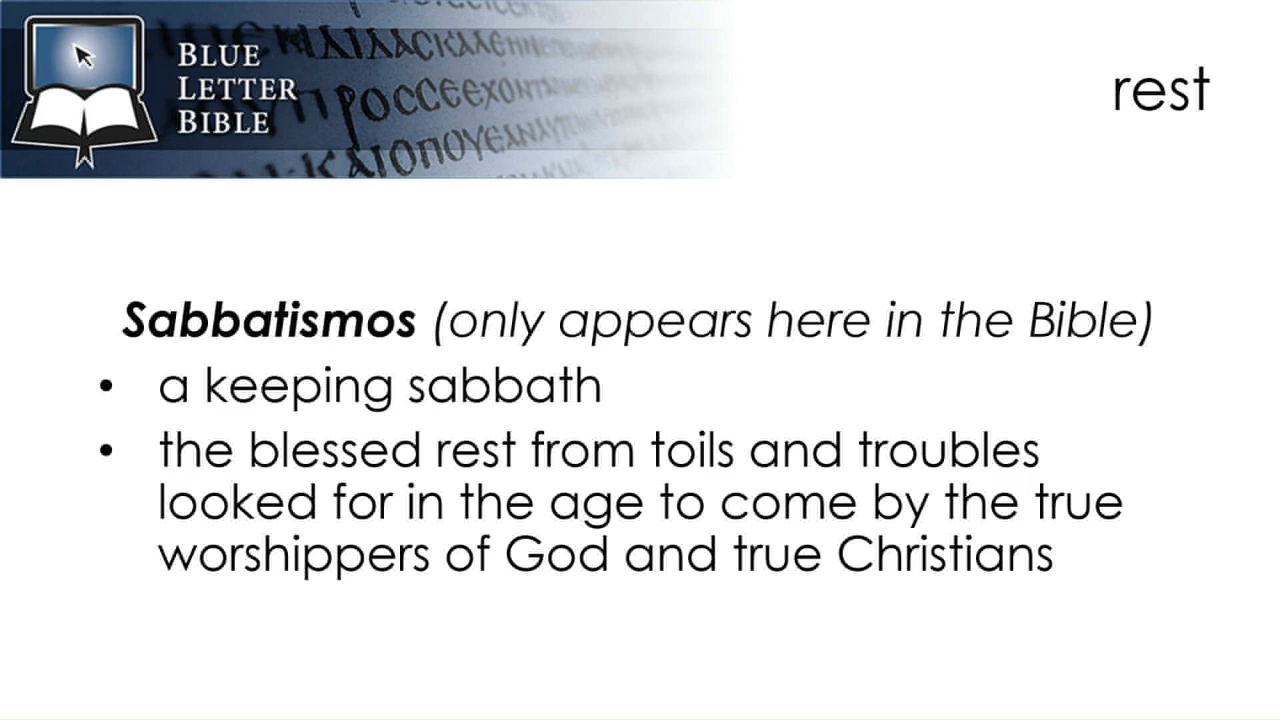 BLUE
LETTER
BIBLE
rest
Sabbatismos (only appears here in the Bible)
• a keeping sabbath
• the blessed rest from toils and troubles
looked for in the age to come by the true
worshippers of God and true Christians